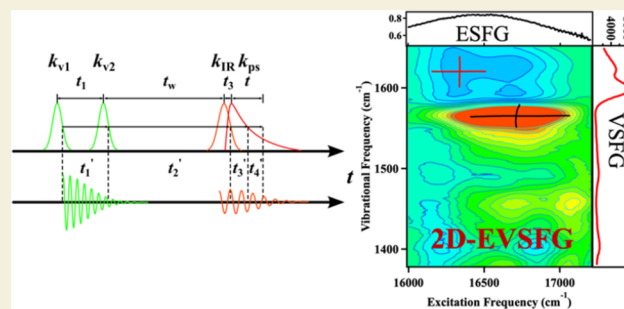 k_v1 k_v2 k_IR k_ps
t_1 t_w t_3 t
t_1' t_2' t_3' t_4'
t
0.8
0.6
ESFG
4000
Vibrational Frequency (cm⁻¹)
1600
1500
1400
VSFG
2D-EVSFG
16000 16500 17000
Excitation Frequency (cm⁻¹)